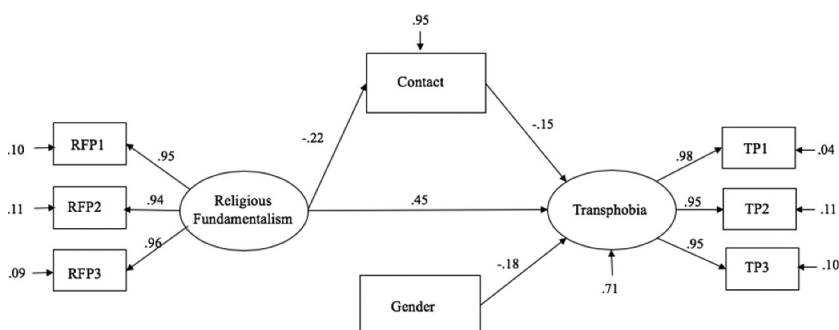 .95
Contact
-.22
-.15
.10
RFP1
.95
.98
TP1
.04
.11
RFP2
.94
Religious
Fundamentalism
.45
Transphobia
.95
TP2
.11
.09
RFP3
.96
.95
TP3
.10
-.18
Gender
.71